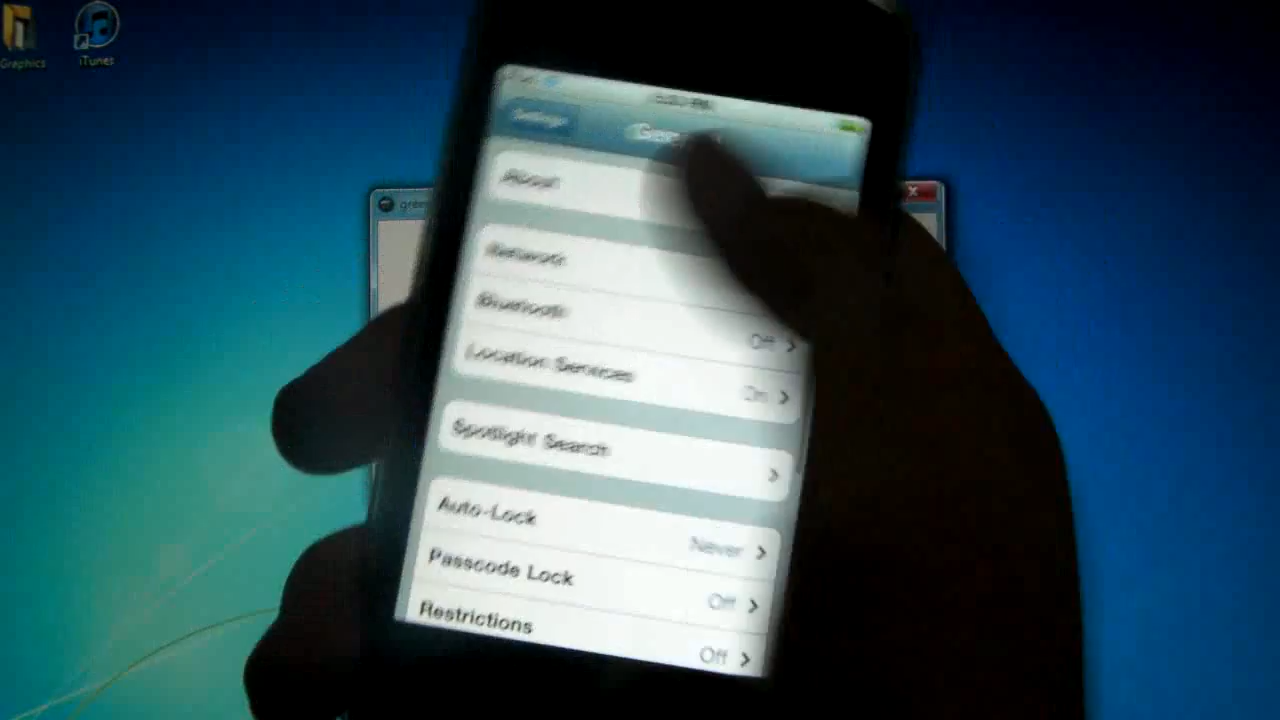 Graphics
iTunes
Settings
About
Network
Bluetooth
Off
Location Services
On
Spotlight Search
Auto-Lock
Never
Passcode Lock
Off
Restrictions
Off